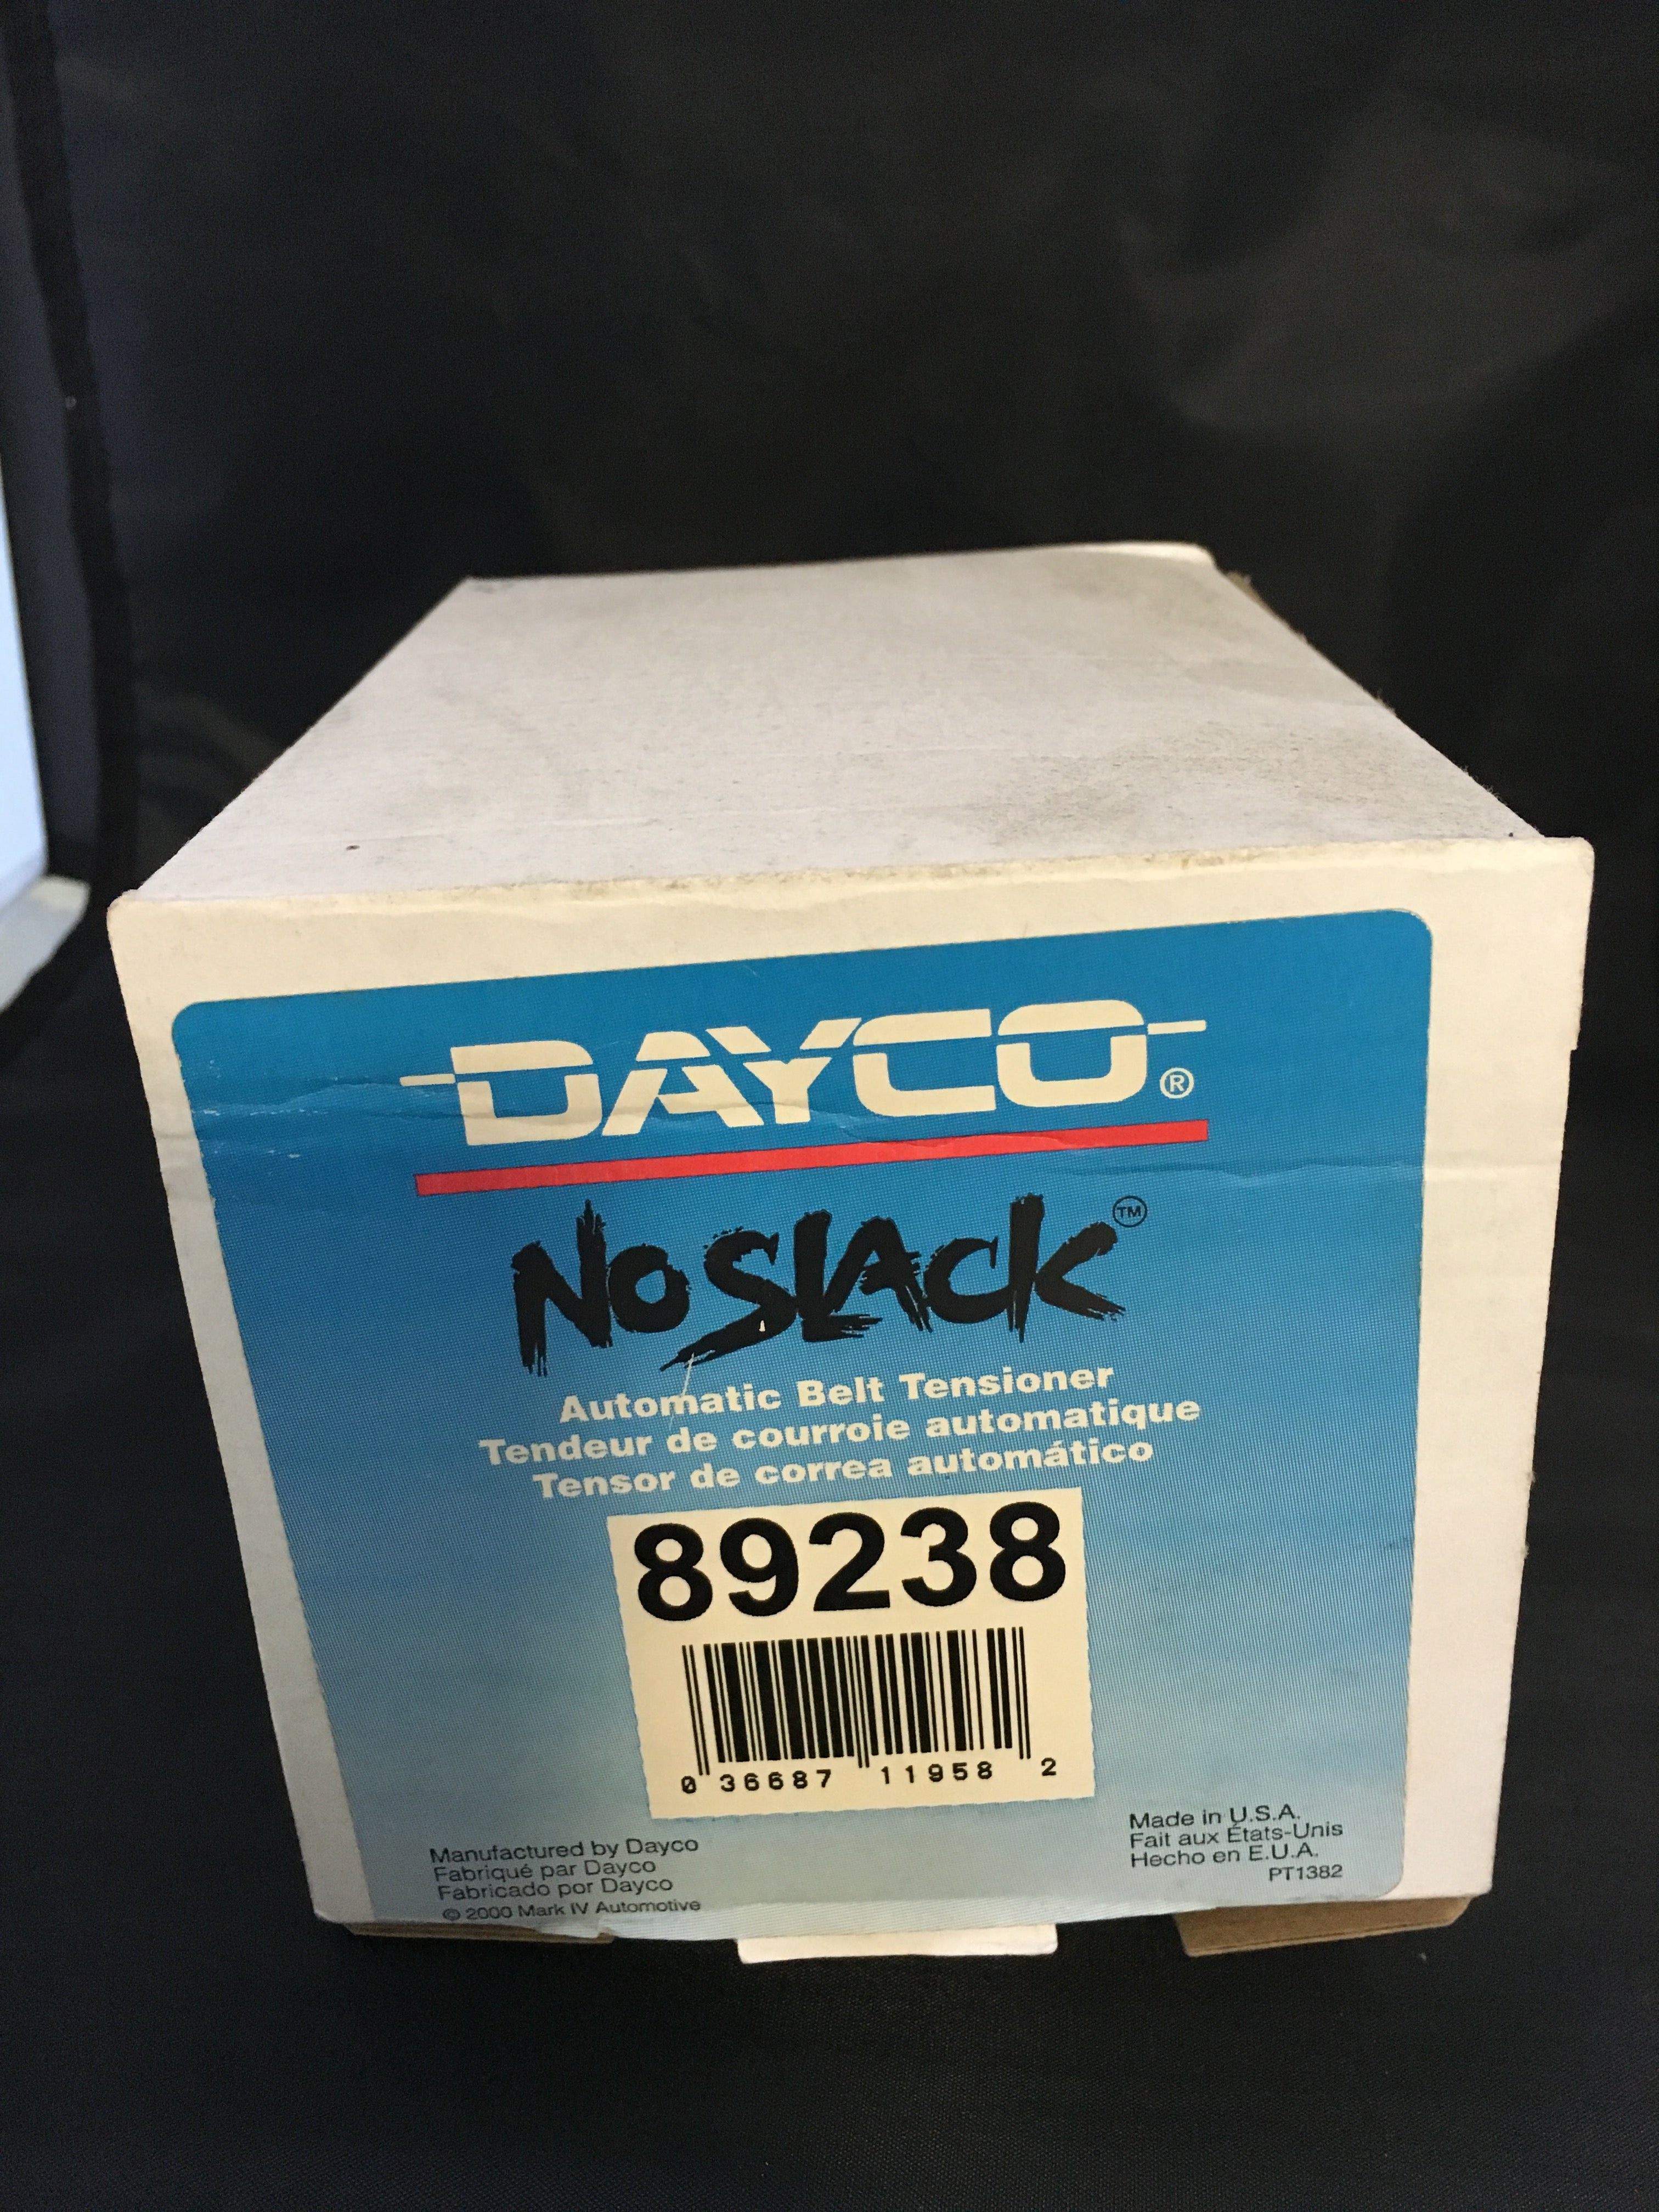 DAYCO®
No SLACK™
Automatic Belt Tensioner
Tendeur de courroie automatique
Tensor de correa automático
89238
0 36687 11958 2
Manufactured by Dayco
Fabriqué par Dayco
Fabricado por Dayco
© 2000 Mark IV Automotive
Made in U.S.A.
Fait aux États-Unis
Hecho en E.U.A.
PT1382